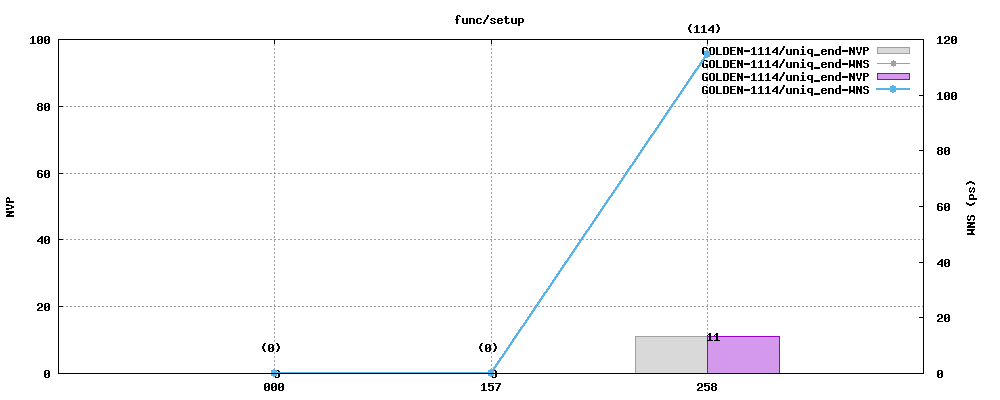 func/setup
(114)
100 120
GOLDEN-1114/uniq_end-NVP
GOLDEN-1114/uniq_end-WNS
GOLDEN-1114/uniq_end-NVP
GOLDEN-1114/uniq_end-WNS
80 100
80
60
60
NVP
WNS (ps)
40
40
20
20
11
(0) (0)
0 0 0 0
000 157 258